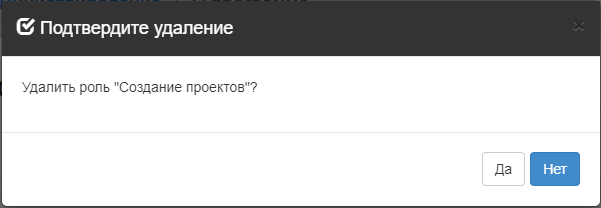 Подтвердите удаление
Удалить роль "Создание проектов"?
Да
Нет